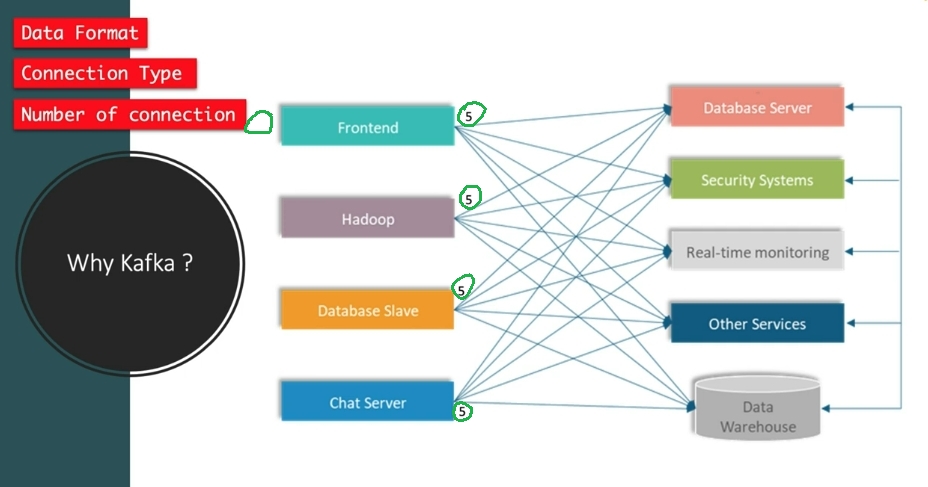 Data Format
Connection Type
Number of connection
Why Kafka ?
Frontend
5
Hadoop
5
Database Slave
5
Chat Server
5
Database Server
Security Systems
Real-time monitoring
Other Services
Data
Warehouse